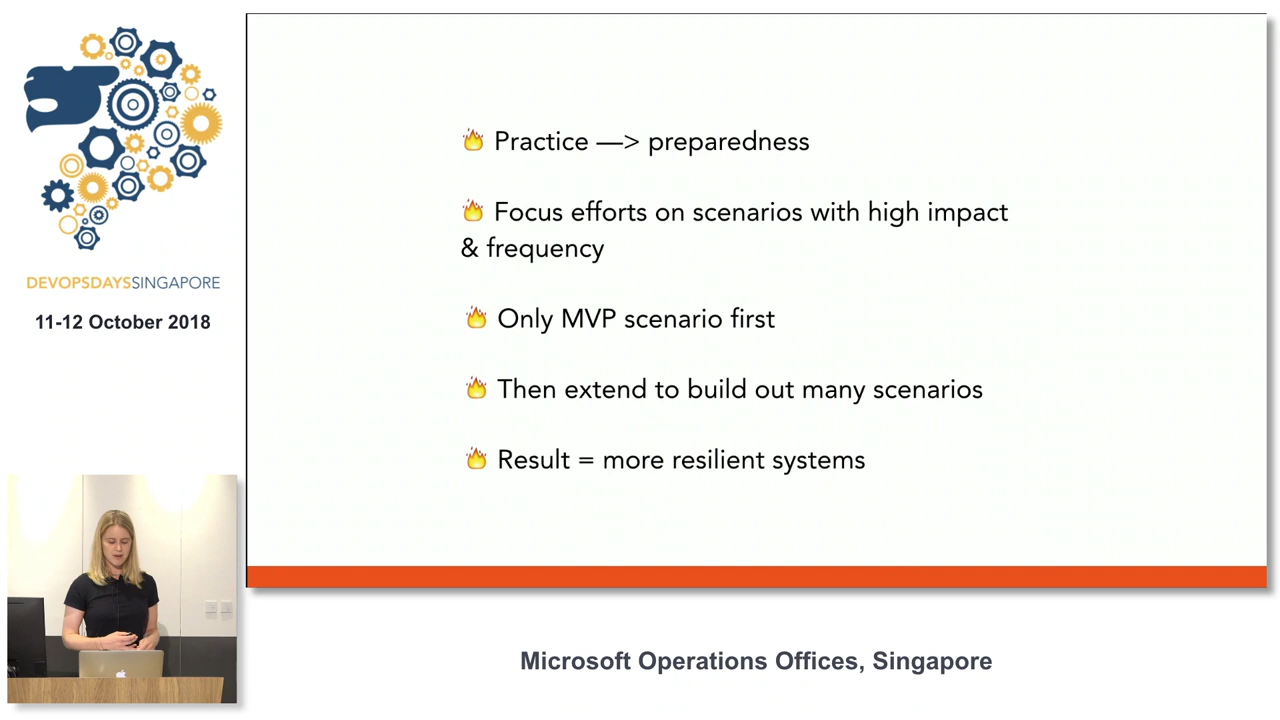 DEVOPSDAYSSINGAPORE
11-12 October 2018
🔥 Practice —> preparedness
🔥 Focus efforts on scenarios with high impact
& frequency
🔥 Only MVP scenario first
🔥 Then extend to build out many scenarios
🔥 Result = more resilient systems
Microsoft Operations Offices, Singapore